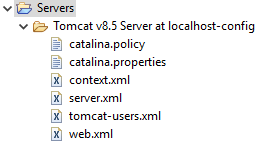 Servers
Tomcat v8.5 Server at localhost-config
catalina.policy
catalina.properties
context.xml
server.xml
tomcat-users.xml
web.xml